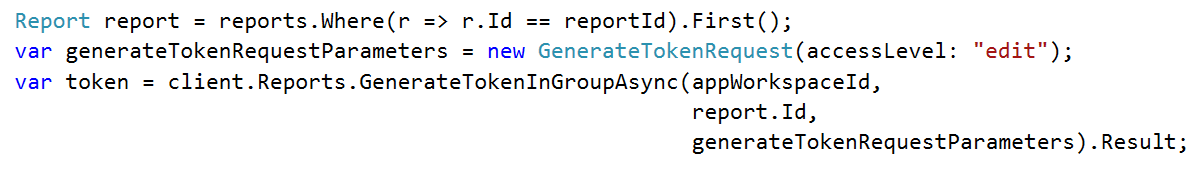 Report report = reports.Where(r => r.Id == reportId).First();
var generateTokenRequestParameters = new GenerateTokenRequest(accessLevel: "edit");
var token = client.Reports.GenerateTokenInGroupAsync(appWorkspaceId,
report.Id,
generateTokenRequestParameters).Result;